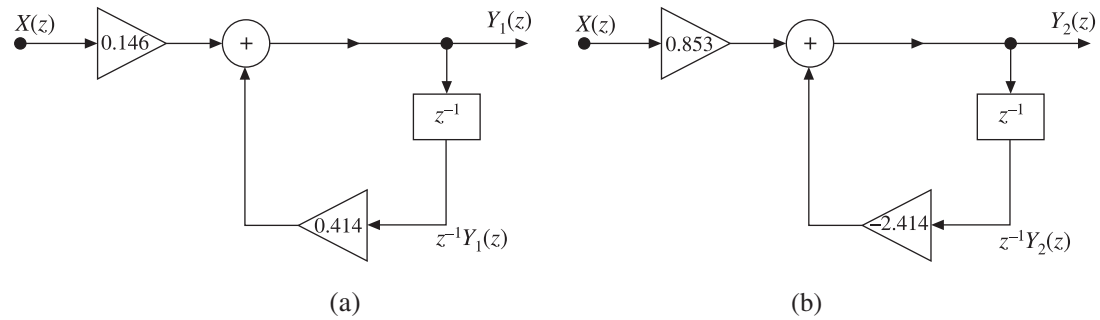 X(z)
0.146
+
Y₁(z)
z⁻¹
0.414
z⁻¹Y₁(z)
(a)
X(z)
0.853
+
Y₂(z)
z⁻¹
−2.414
z⁻¹Y₂(z)
(b)